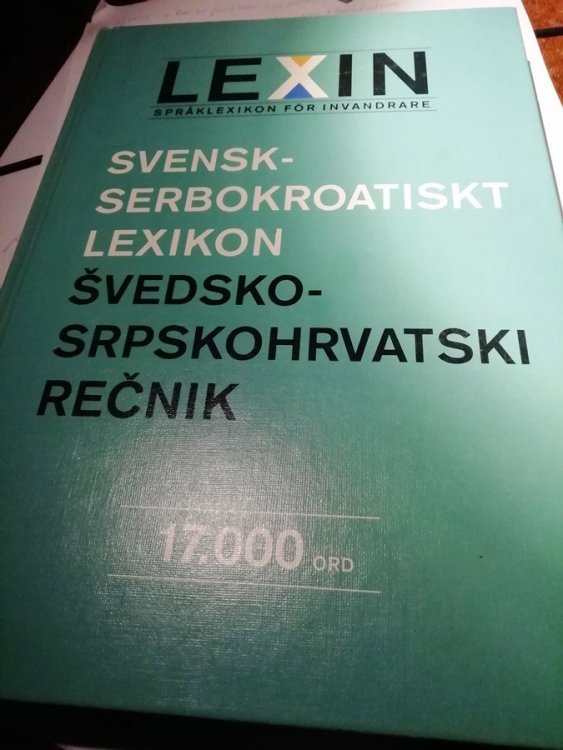 LEXIN
SPRÅKLEXIKON FÖR INVANDRARE
SVENSK-
SERBOKROATISKT
LEXIKON
ŠVEDSKO-
SRPSKOHRVATSKI
REČNIK
17.000 ORD